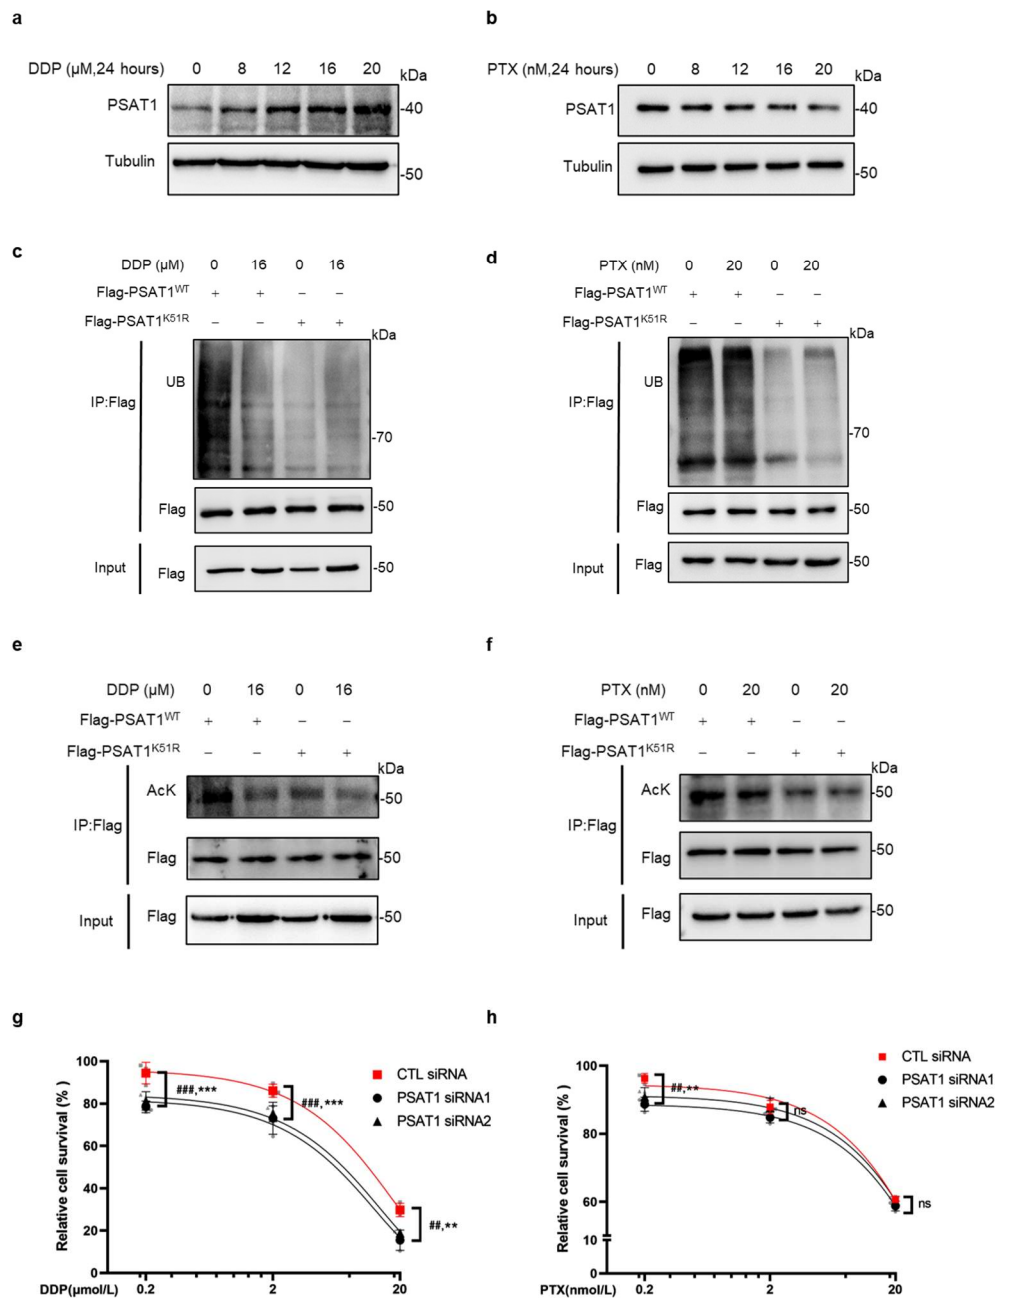 a
DDP (µM,24 hours) 0 8 12 16 20
kDa
PSAT1 -40
Tubulin -50
b
PTX (nM,24 hours) 0 8 12 16 20
kDa
PSAT1 -40
Tubulin -50
c
DDP (µM) 0 16 0 16
Flag-PSAT1WT + + – –
Flag-PSAT1K51R – – + +
kDa
UB
IP:Flag
-70
Flag -50
Input Flag -50
d
PTX (nM) 0 20 0 20
Flag-PSAT1WT + + – –
Flag-PSAT1K51R – – + +
kDa
UB
IP:Flag
-70
Flag -50
Input Flag -50
e
DDP (µM) 0 16 0 16
Flag-PSAT1WT + + – –
Flag-PSAT1K51R – – + +
kDa
AcK -50
IP:Flag
Flag -50
Input Flag -50
f
PTX (nM) 0 20 0 20
Flag-PSAT1WT + + – –
Flag-PSAT1K51R – – + +
kDa
AcK -50
IP:Flag
Flag -50
Input Flag -50
g
Relative cell survival (%)
100
80
60
40
20
0
###,***
###,***
##,**
CTL siRNA
PSAT1 siRNA1
PSAT1 siRNA2
DDP(µmol/L) 0.2 2 20
h
Relative cell survival (%)
100
80
60
10
0
##,**
ns
ns
CTL siRNA
PSAT1 siRNA1
PSAT1 siRNA2
PTX(nmol/L) 0.2 2 20